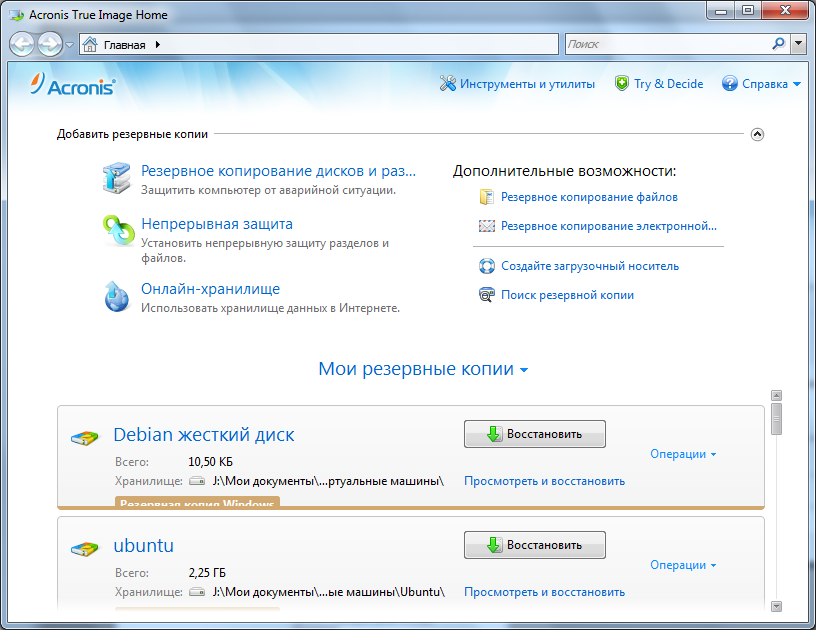 Acronis True Image Home
Главная
Поиск
Acronis
Инструменты и утилиты
Try & Decide
Справка
Добавить резервные копии
Резервное копирование дисков и раз...
Защитить компьютер от аварийной ситуации.
Непрерывная защита
Установить непрерывную защиту разделов и
файлов.
Онлайн-хранилище
Использовать хранилище данных в Интернете.
Дополнительные возможности:
Резервное копирование файлов
Резервное копирование электронной...
Создайте загрузочный носитель
Поиск резервной копии
Мои резервные копии
Debian жесткий диск
Восстановить
Операции
Всего: 10,50 КБ
Хранилище: J:\Мои документы\...ртуальные машины\
Просмотреть и восстановить
Резервная копия Windows
ubuntu
Восстановить
Операции
Всего: 2,25 ГБ
Хранилище: J:\Мои документы\...ые машины\Ubuntu\
Просмотреть и восстановить